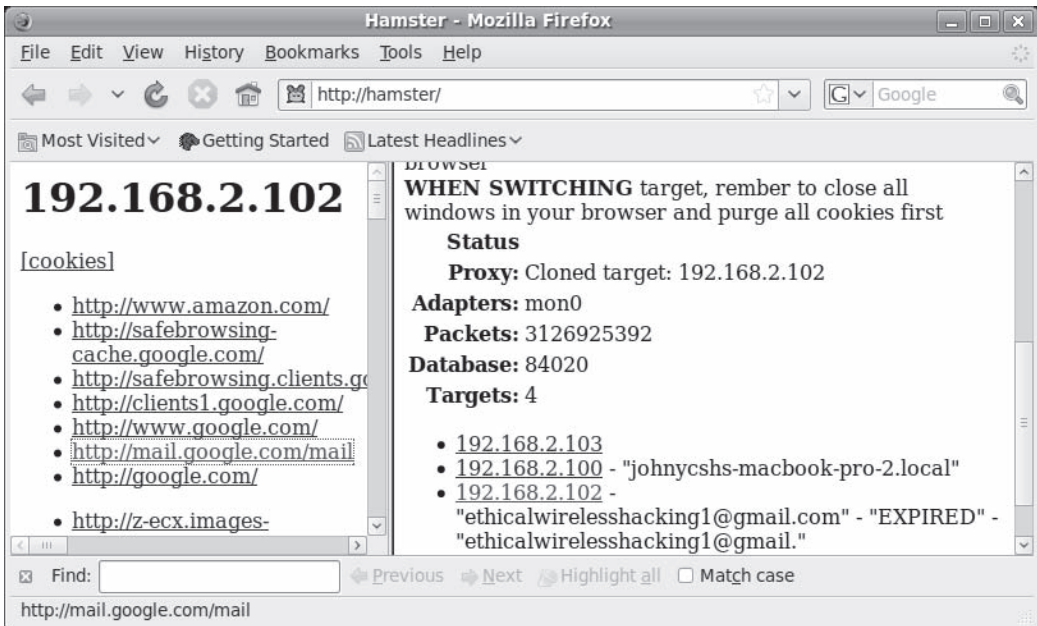 Hamster - Mozilla Firefox
File Edit View History Bookmarks Tools Help
http://hamster/
G Google
Most Visited Getting Started Latest Headlines
192.168.2.102
[cookies]
http://www.amazon.com/
http://safebrowsing-
cache.google.com/
http://safebrowsing.clients.go
http://clients1.google.com/
http://www.google.com/
http://mail.google.com/mail
http://google.com/
http://z-ecx.images-
browser
WHEN SWITCHING target, rember to close all
windows in your browser and purge all cookies first
Status
Proxy: Cloned target: 192.168.2.102
Adapters: mon0
Packets: 3126925392
Database: 84020
Targets: 4
192.168.2.103
192.168.2.100 - "johnycshs-macbook-pro-2.local"
192.168.2.102 -
"ethicalwirelesshacking1@gmail.com" - "EXPIRED" -
"ethicalwirelesshacking1@gmail."
Find: Previous Next Highlight all Match case
http://mail.google.com/mail